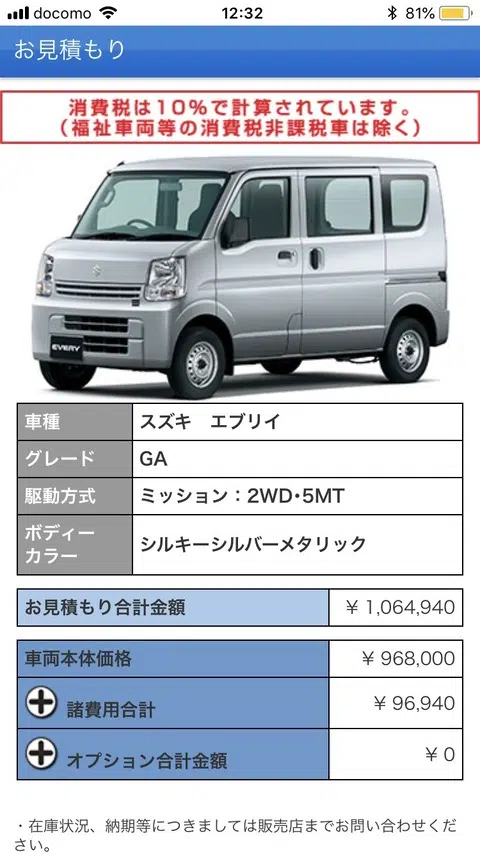 docomo 12:32 81%
お見積もり
消費税は10%で計算されています。
（福祉車両等の消費税非課税車は除く）
EVERY
車種 スズキ エブリイ
グレード GA
駆動方式 ミッション：2WD･5MT
ボディー
カラー シルキーシルバーメタリック
お見積もり合計金額 ￥1,064,940
車両本体価格 ￥968,000
諸費用合計 ￥96,940
オプション合計金額 ￥0
・在庫状況、納期等につきましては販売店までお問い合わせくだ
さい。